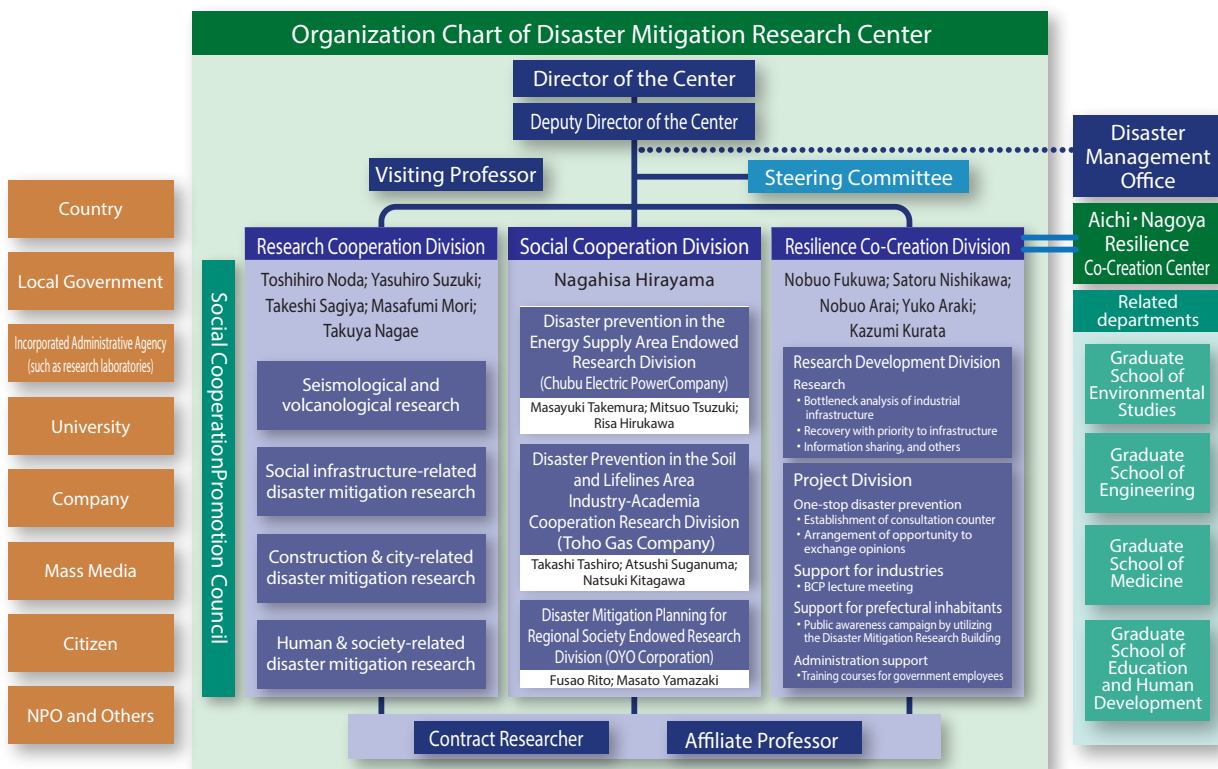 Organization Chart of Disaster Mitigation Research Center
Director of the Center
Deputy Director of the Center
Visiting Professor
Steering Committee
Country
Local Government
Incorporated Administrative Agency
(such as research laboratories)
University
Company
Mass Media
Citizen
NPO and Others
Social CooperationPromotion Council
Research Cooperation Division
Toshihiro Noda; Yasuhiro Suzuki;
Takeshi Sagiya; Masafumi Mori;
Takuya Nagae
Seismological and
volcanological research
Social infrastructure-related
disaster mitigation research
Construction & city-related
disaster mitigation research
Human & society-related
disaster mitigation research
Social Cooperation Division
Nagahisa Hirayama
Disaster prevention in the
Energy Supply Area Endowed
Research Division
(Chubu Electric PowerCompany)
Masayuki Takemura; Mitsuo Tsuzuki;
Risa Hirukawa
Disaster Prevention in the Soil
and Lifelines Area
Industry-Academia
Cooperation Research Division
(Toho Gas Company)
Takashi Tashiro; Atsushi Suganuma;
Natsuki Kitagawa
Disaster Mitigation Planning for
Regional Society Endowed Research
Division (OYO Corporation)
Fusao Rito; Masato Yamazaki
Resilience Co-Creation Division
Nobuo Fukuwa; Satoru Nishikawa;
Nobuo Arai; Yuko Araki;
Kazumi Kurata
Research Development Division
Research
・Bottleneck analysis of industrial
infrastructure
・Recovery with priority to infrastructure
・Information sharing, and others
Project Division
One-stop disaster prevention
・Establishment of consultation counter
・Arrangement of opportunity to
exchange opinions
Support for industries
・BCP lecture meeting
Support for prefectural inhabitants
・Public awareness campaign by utilizing
the Disaster Mitigation Research Building
Administration support
・Training courses for government employees
Contract Researcher
Affiliate Professor
Disaster
Management
Office
Aichi・Nagoya
Resilience
Co-Creation Center
Related
departments
Graduate
School of
Environmental
Studies
Graduate
School of
Engineering
Graduate
School of
Medicine
Graduate
School of
Education
and Human
Development